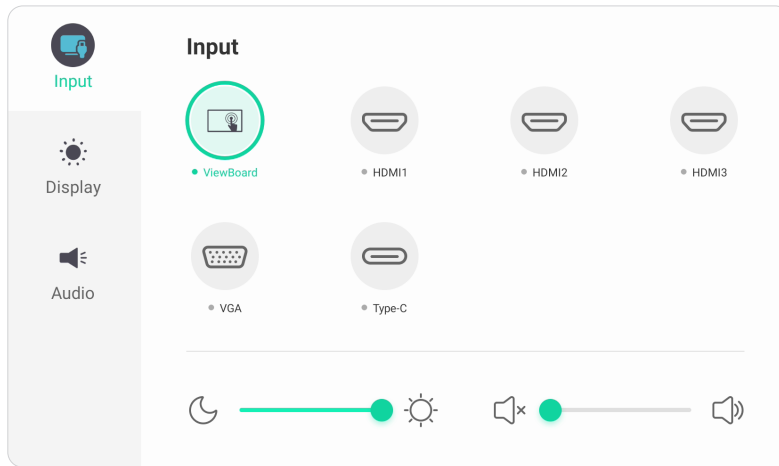 Input
Display
Audio
Input
ViewBoard
HDMI1
HDMI2
HDMI3
VGA
Type-C